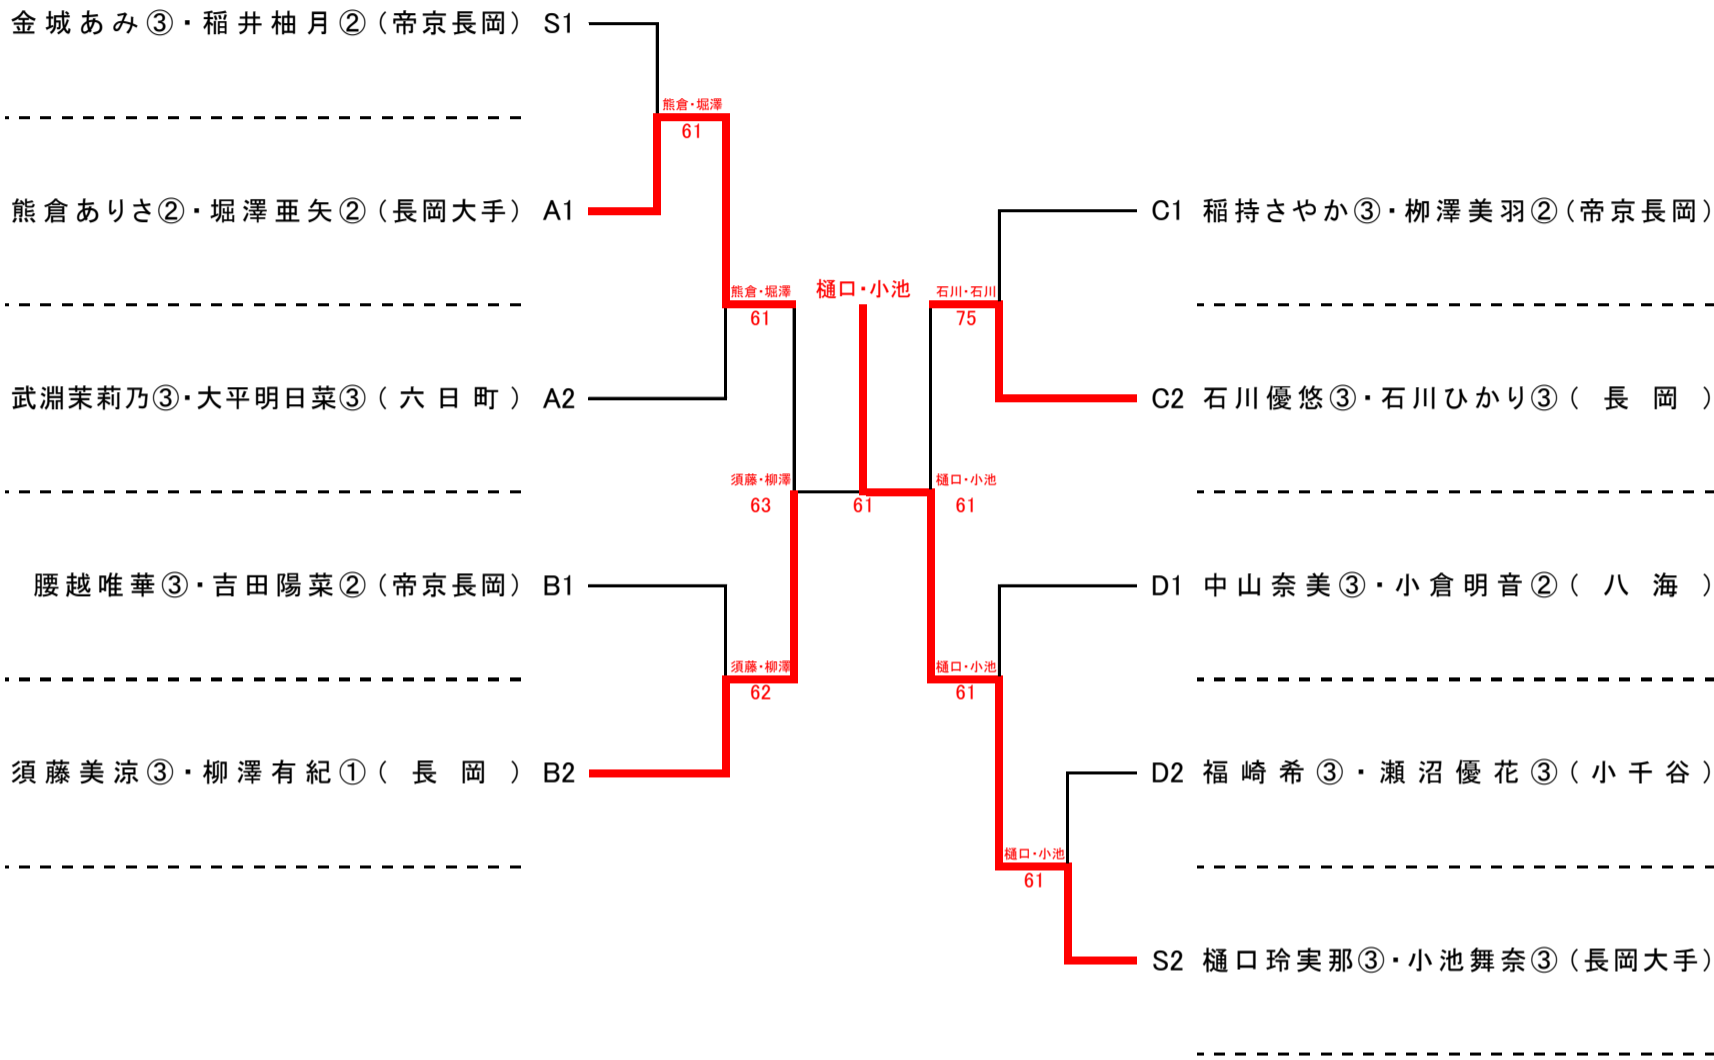 金城あみ③・稲井柚月②(帝京長岡) S1
熊倉・堀澤
61
熊倉ありさ②・堀澤亜矢②(長岡大手) A1
熊倉・堀澤
61
武淵茉莉乃③・大平明日菜③(六日町) A2
須藤・柳澤
63
腰越唯華③・吉田陽菜②(帝京長岡) B1
須藤・柳澤
62
須藤美涼③・柳澤有紀①(長岡) B2
樋口・小池
61
C1 稲持さやか③・栁澤美羽②(帝京長岡)
石川・石川
75
C2 石川優悠③・石川ひかり③(長岡)
樋口・小池
61
D1 中山奈美③・小倉明音②(八海)
樋口・小池
61
D2 福崎希③・瀬沼優花③(小千谷)
樋口・小池
61
S2 樋口玲実那③・小池舞奈③(長岡大手)